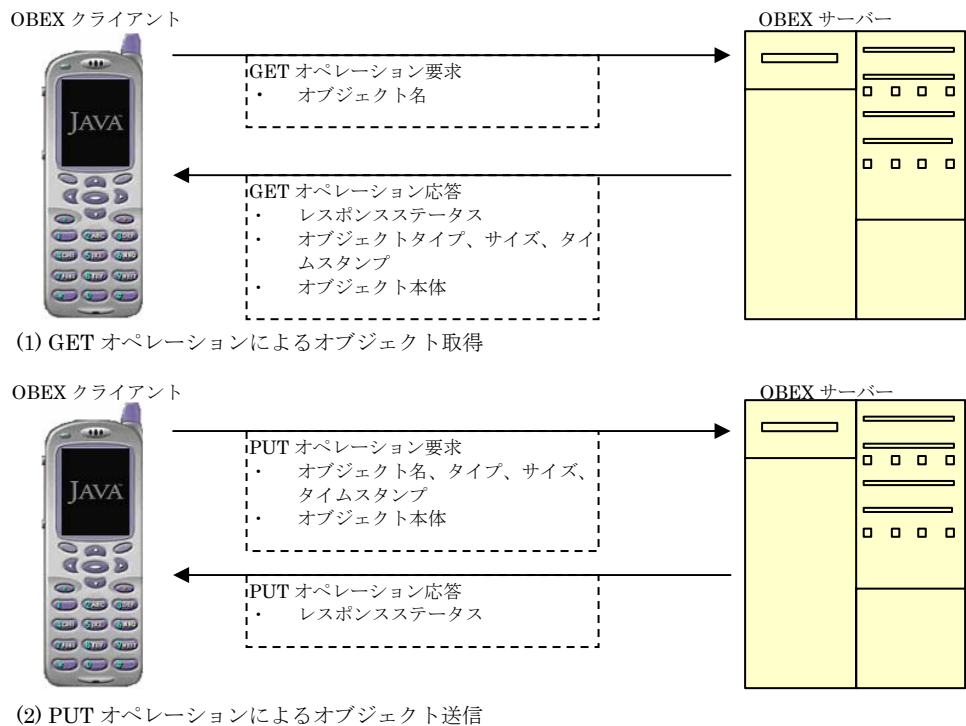 OBEX クライアント
OBEX サーバー
JAVA
GET オペレーション要求
・ オブジェクト名
GET オペレーション応答
・ レスポンスステータス
・ オブジェクトタイプ、サイズ、タイ
ムスタンプ
・ オブジェクト本体
(1) GET オペレーションによるオブジェクト取得
OBEX クライアント
OBEX サーバー
JAVA
PUT オペレーション要求
・ オブジェクト名、タイプ、サイズ、
タイムスタンプ
・ オブジェクト本体
PUT オペレーション応答
・ レスポンスステータス
(2) PUT オペレーションによるオブジェクト送信